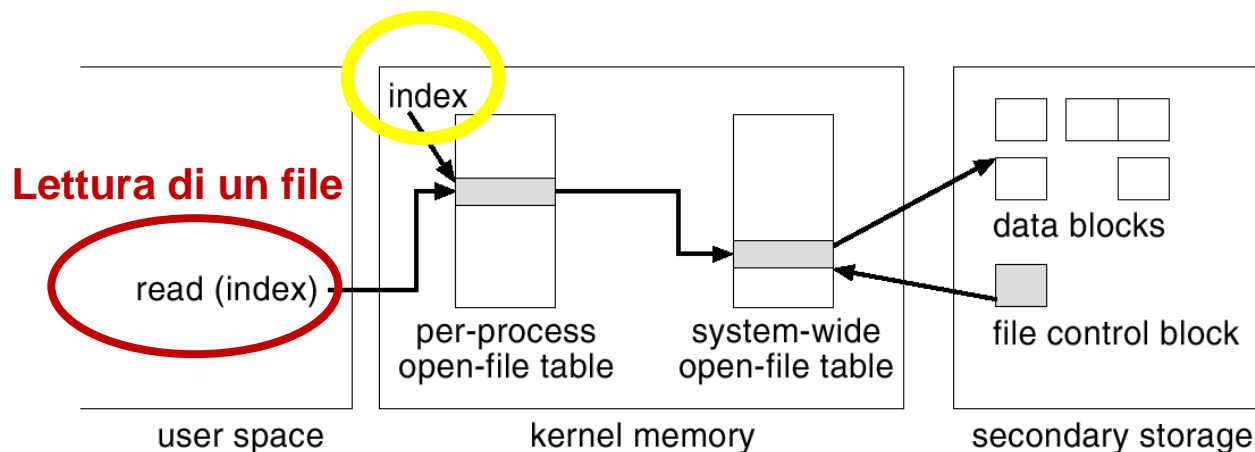 index
Lettura di un file
read (index)
per-process
open-file table
system-wide
open-file table
data blocks
file control block
user space
kernel memory
secondary storage